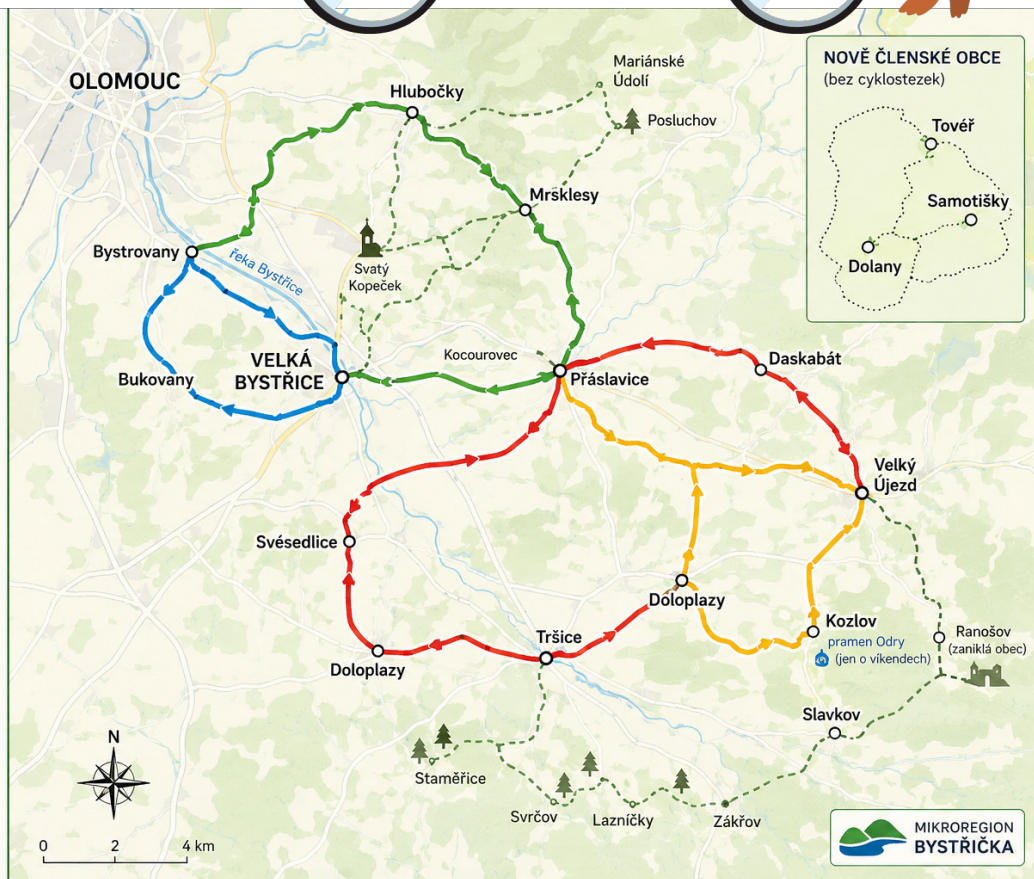 NOVĚ ČLENSKÉ OBCE
(bez cyklostezek)
Tovéř
Samotišky
Dolany
OLOMOUC
Mariánské
Údolí
Hlubočky
Posluchov
Mrsklesy
Bystrovany
řeka Bystřice
Svatý
Kopeček
VELKÁ
BYSTŘICE
Bukovany
Kocourovec
Přáslavice
Daskabát
Velký
Újezd
Svésedlice
Doloplazy
Kozlov
pramen Odry
(jen o víkendech)
Ranošov
(zaniklá obec)
Tršice
Doloplazy
Slavkov
Staměřice
Svrčov
Lazníčky
Zákřov
N
0 2 4 km
MIKROREGION
BYSTŘIČKA